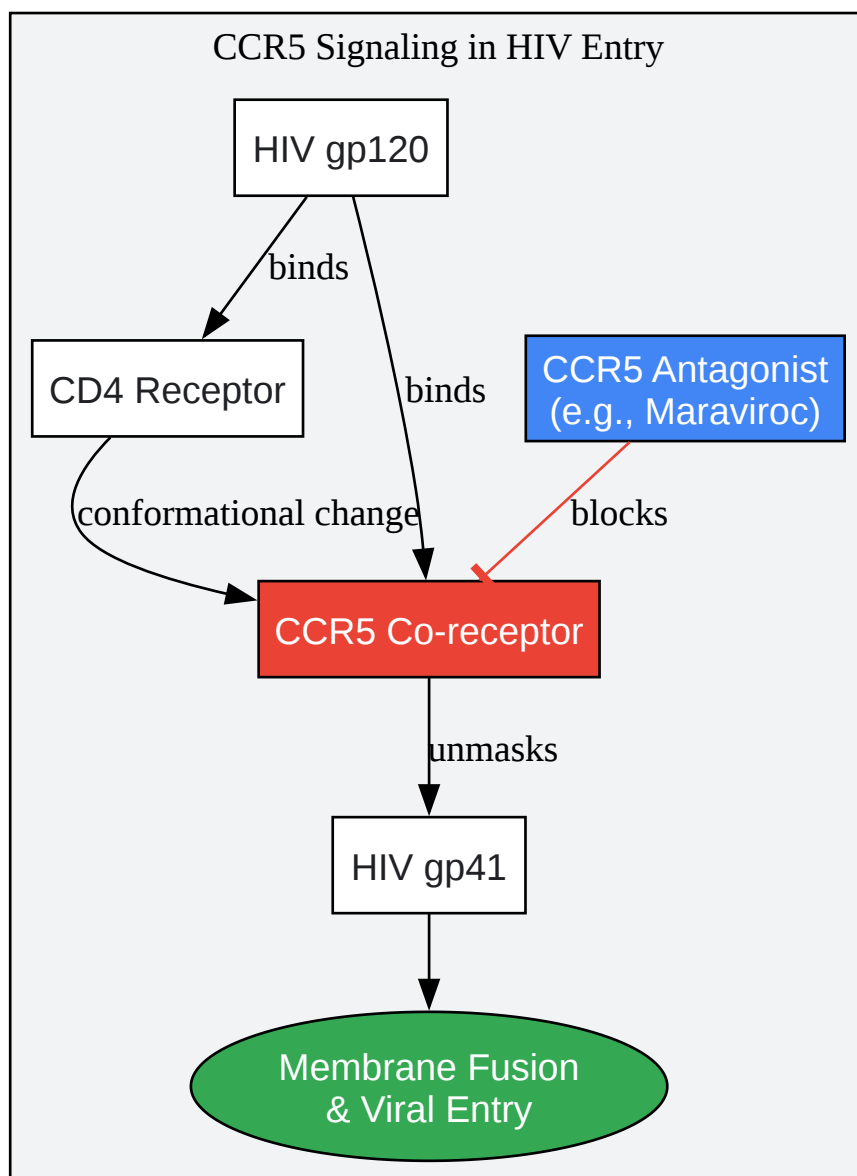 CCR5 Signaling in HIV Entry
HIV gp120
binds
CD4 Receptor
binds
CCR5 Antagonist
(e.g., Maraviroc)
conformational change
blocks
CCR5 Co-receptor
unmasks
HIV gp41
Membrane Fusion
& Viral Entry